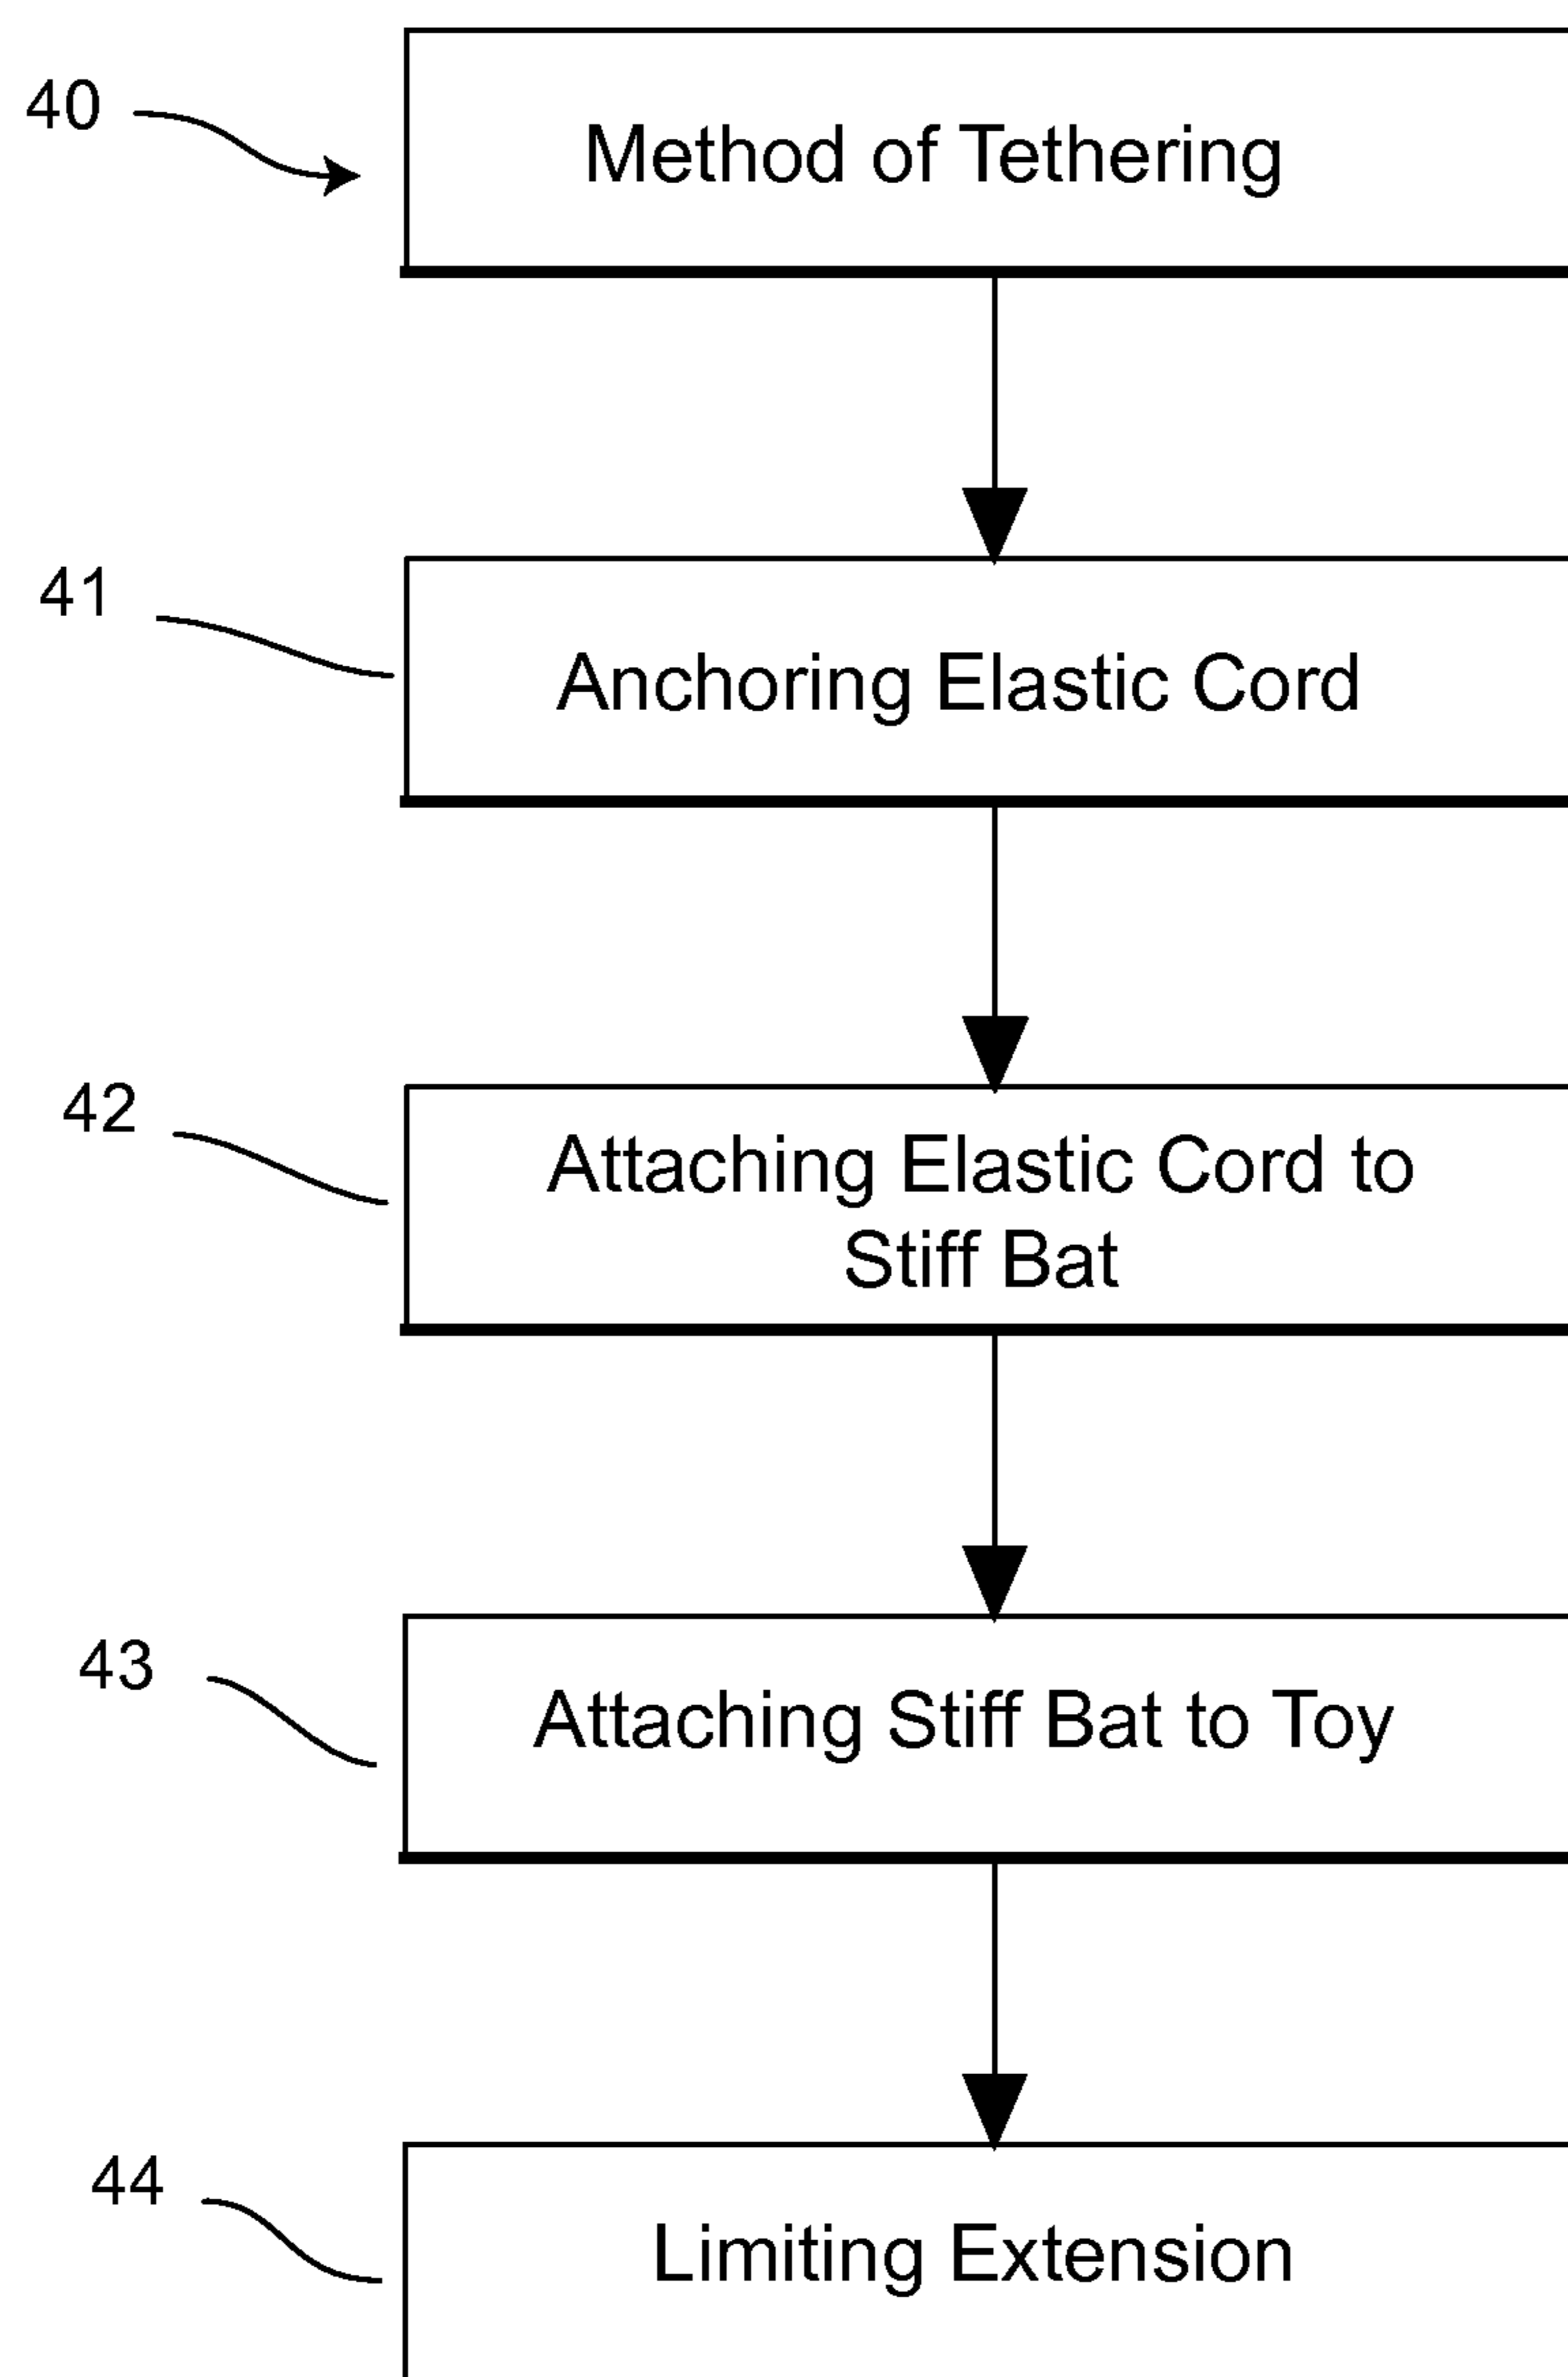 40
Method of Tethering
41
Anchoring Elastic Cord
42
Attaching Elastic Cord to
Stiff Bat
43
Attaching Stiff Bat to Toy
44
Limiting Extension